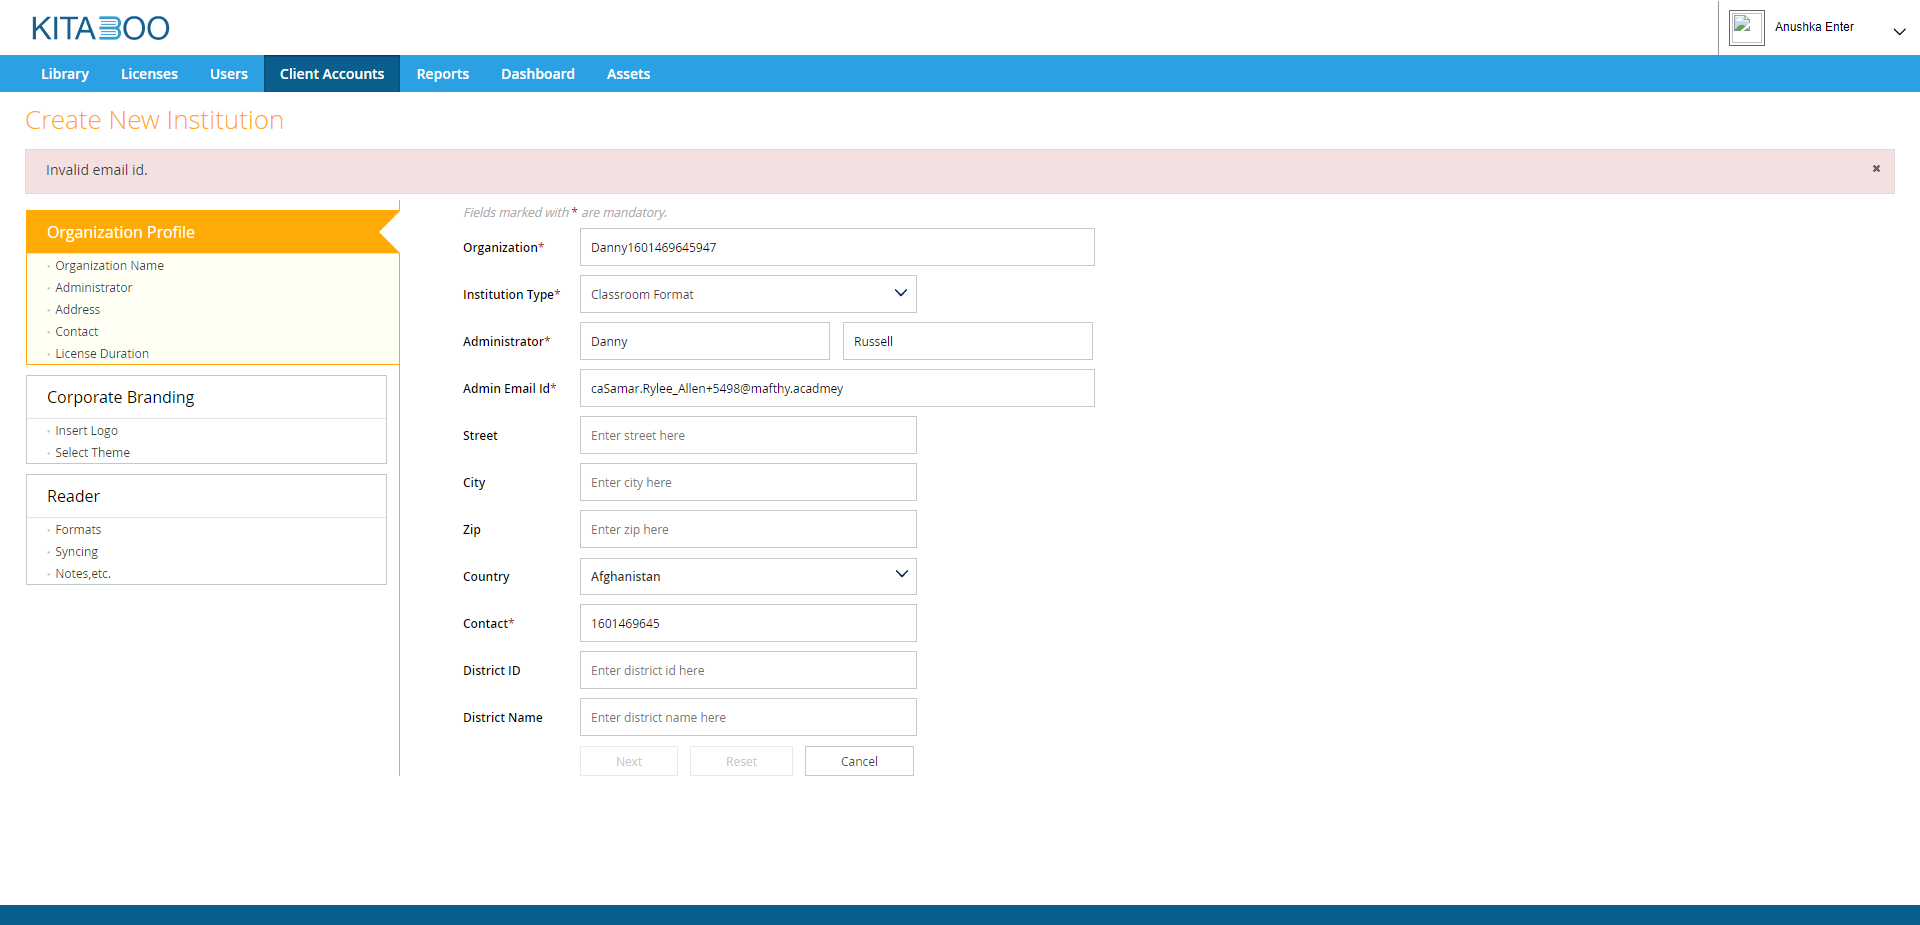 KITABOO
Anushka Enter
Library Licenses Users Client Accounts Reports Dashboard Assets
Create New Institution
Invalid email id.
Organization Profile
Organization Name
Administrator
Address
Contact
License Duration
Corporate Branding
Insert Logo
Select Theme
Reader
Formats
Syncing
Notes,etc.
Fields marked with * are mandatory.
Organization* Danny1601469645947
Institution Type* Classroom Format
Administrator* Danny Russell
Admin Email Id* caSamar.Rylee_Allen+5498@mafthy.acadmey
Street Enter street here
City Enter city here
Zip Enter zip here
Country Afghanistan
Contact* 1601469645
District ID Enter district id here
District Name Enter district name here
Next Reset Cancel